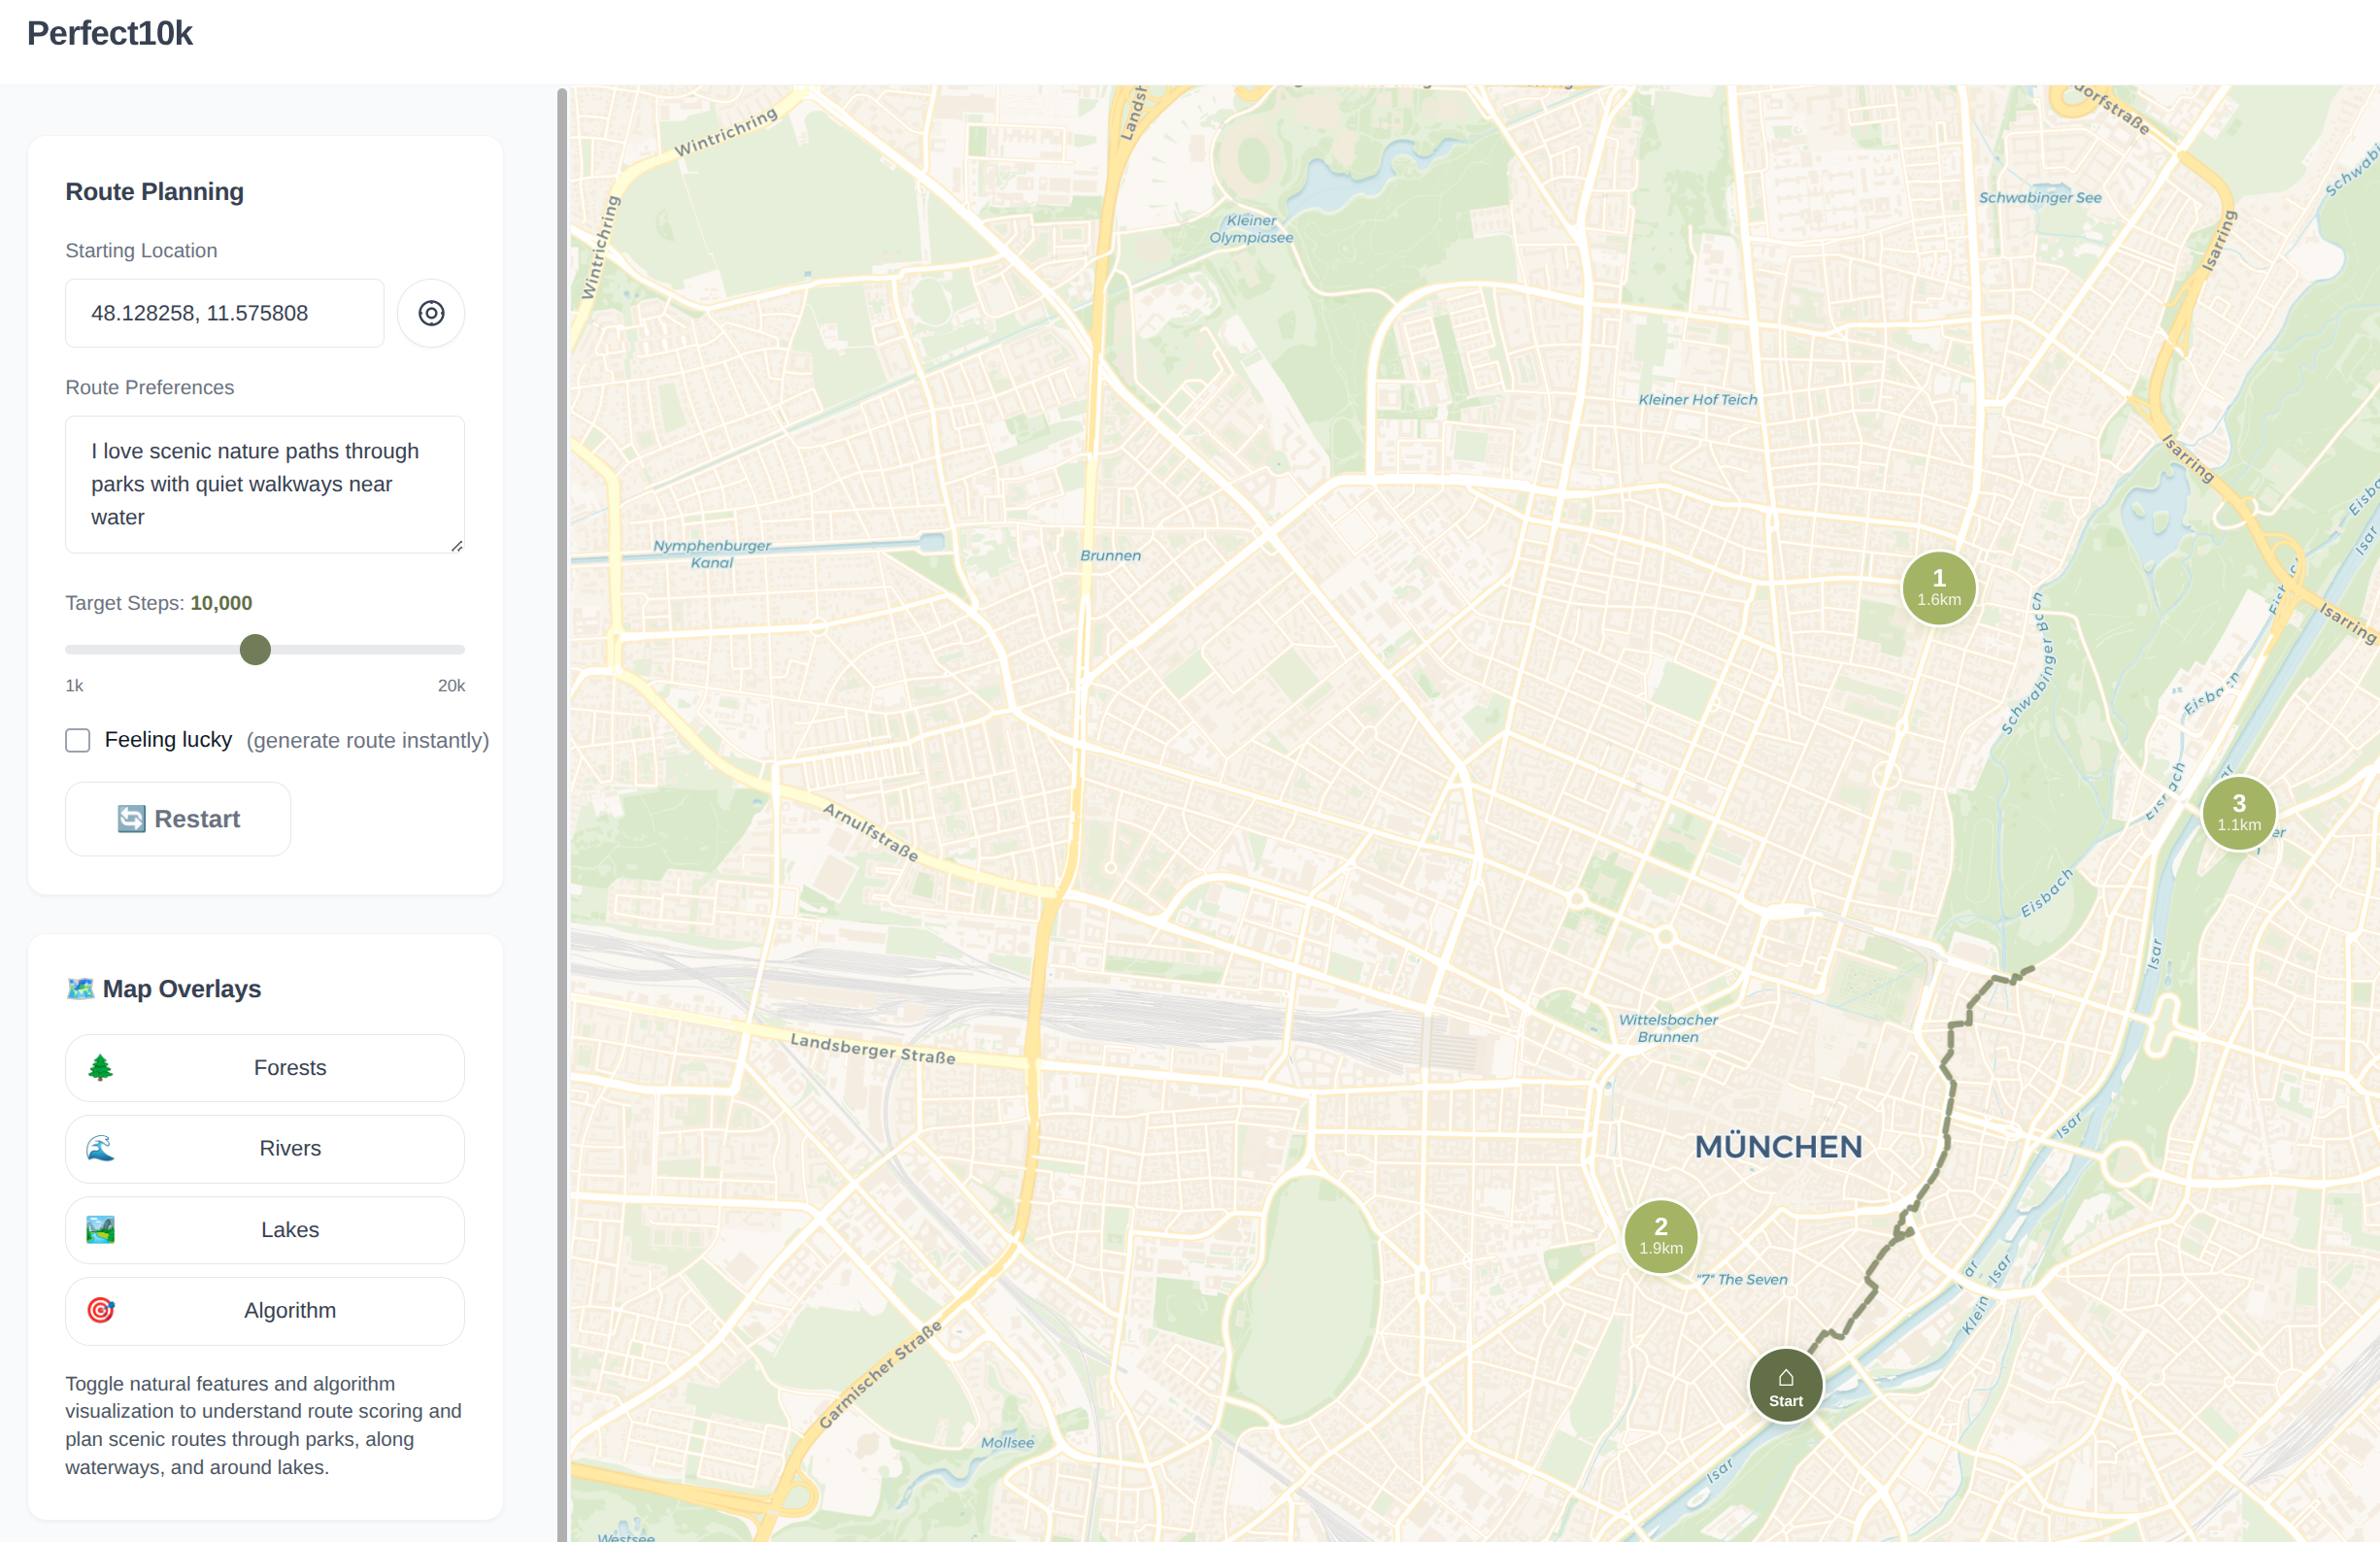 Perfect10k
Route Planning
Starting Location
48.128258, 11.575808
Route Preferences
I love scenic nature paths through
parks with quiet walkways near
water
Target Steps: 10,000
1k
20k
Feeling lucky (generate route instantly)
Restart
Map Overlays
Forests
Rivers
Lakes
Algorithm
Toggle natural features and algorithm
visualization to understand route scoring and
plan scenic routes through parks, along
waterways, and around lakes.
Wintrichring
Wintrichring
Landsh
dorfstraße
Schwabi
Schwabinger See
Isarring
Kleiner
Olympiasee
Kleiner Hof Teich
Isarring
Eisba
Isar
Nymphenburger
Kanal
Brunnen
1
1.6km
Schwabinger
Isarring
Eisbach
3
1.1km
er
Arnulfstraße
Eisbach
Isar
Landsberger Straße
Wittelsbacher
Brunnen
Isar
MÜNCHEN
2
1.9km
"7" The Seven
ar
Isar
Klein
Garmischer Straße
Start
Mollsee
Isar
Westsee